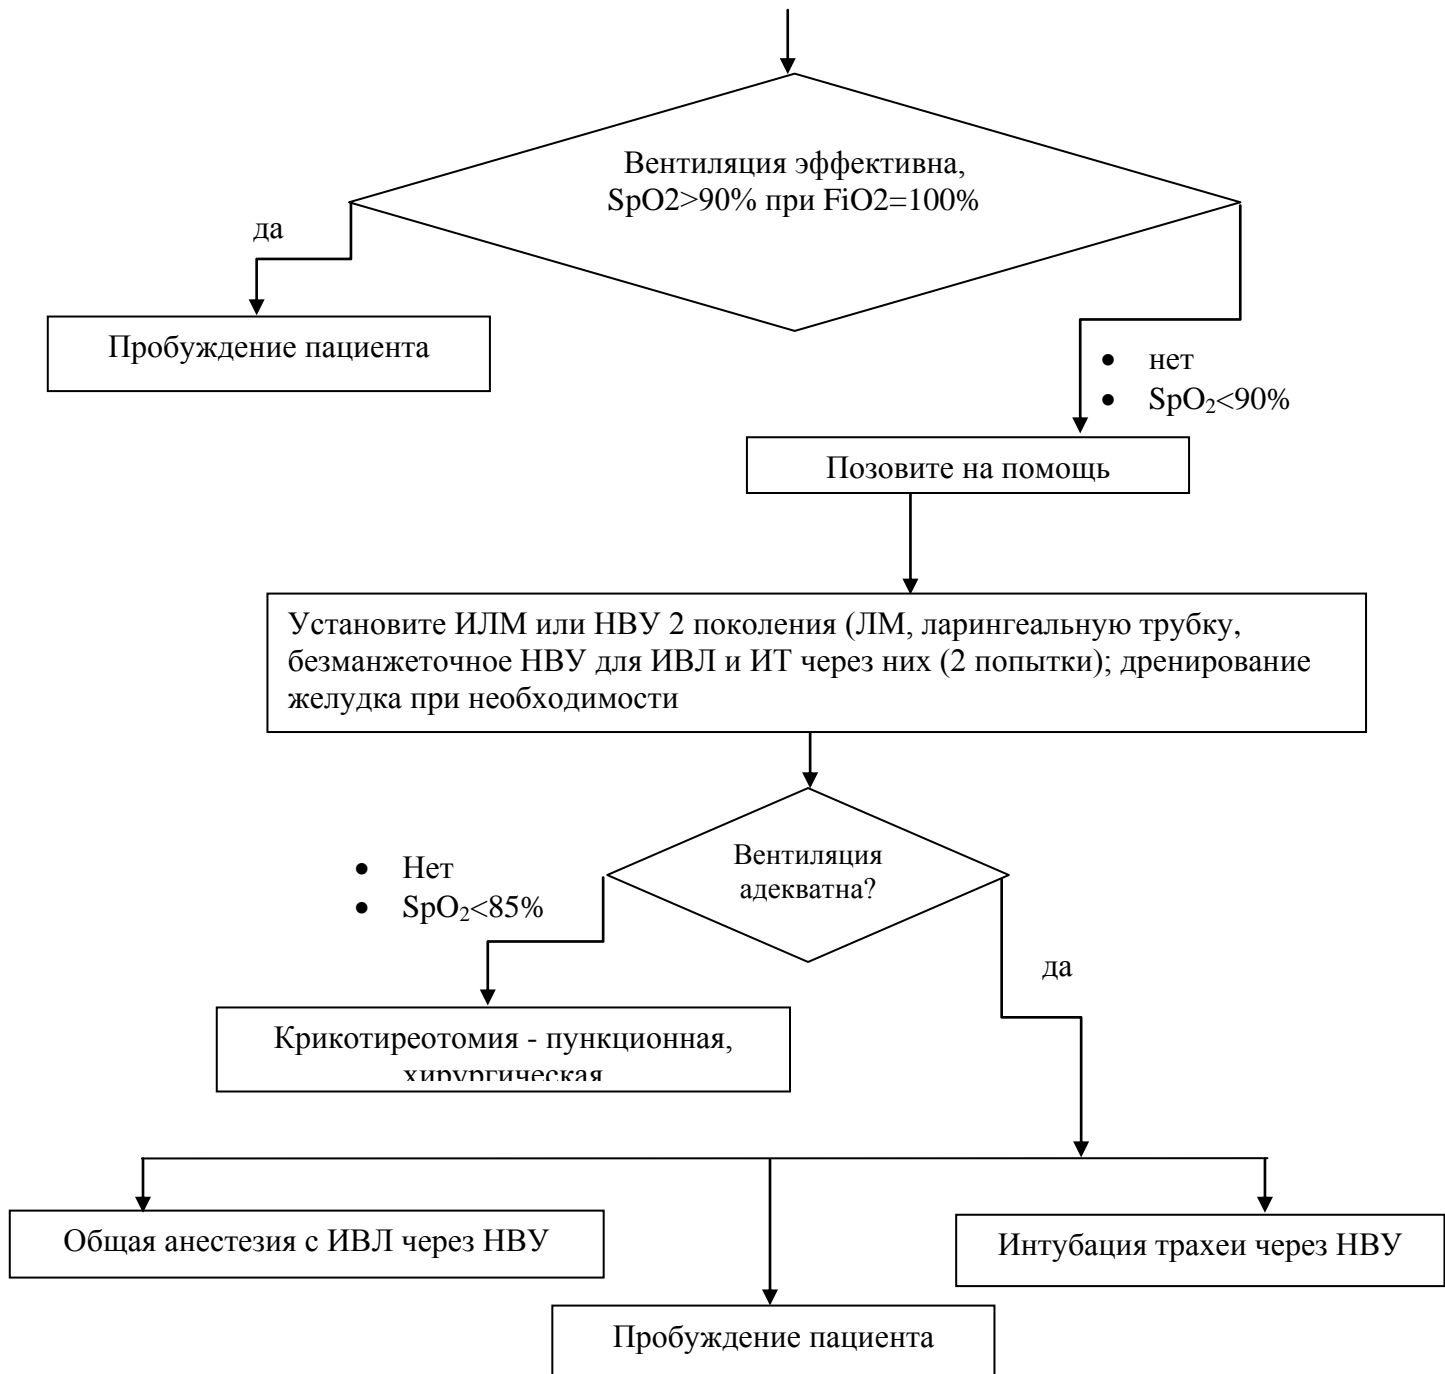 Вентиляция эффективна,
SpO2>90% при FiO2=100%
да
Пробуждение пациента
• нет
• SpO₂<90%
Позовите на помощь
Установите ИЛМ или НВУ 2 поколения (ЛМ, ларингеальную трубку,
безманжеточное НВУ для ИВЛ и ИТ через них (2 попытки); дренирование
желудка при необходимости
Вентиляция
адекватна?
• Нет
• SpO₂<85%
да
Крикотиреотомия - пункционная,
хирургическая
Общая анестезия с ИВЛ через НВУ
Интубация трахеи через НВУ
Пробуждение пациента